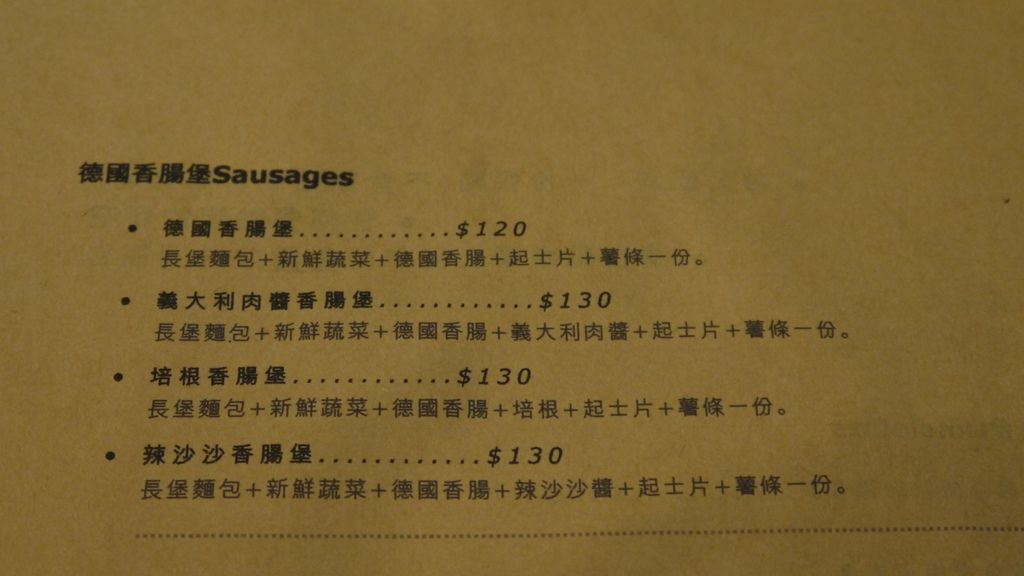 德國香腸堡Sausages
• 德國香腸堡............$120
長堡麵包+新鮮蔬菜+德國香腸+起士片+薯條一份。
• 義大利肉醬香腸堡............$130
長堡麵包+新鮮蔬菜+德國香腸+義大利肉醬+起士片+薯條一份。
• 培根香腸堡............$130
長堡麵包+新鮮蔬菜+德國香腸+培根+起士片+薯條一份。
• 辣沙沙香腸堡............$130
長堡麵包+新鮮蔬菜+德國香腸+辣沙沙醬+起士片+薯條一份。